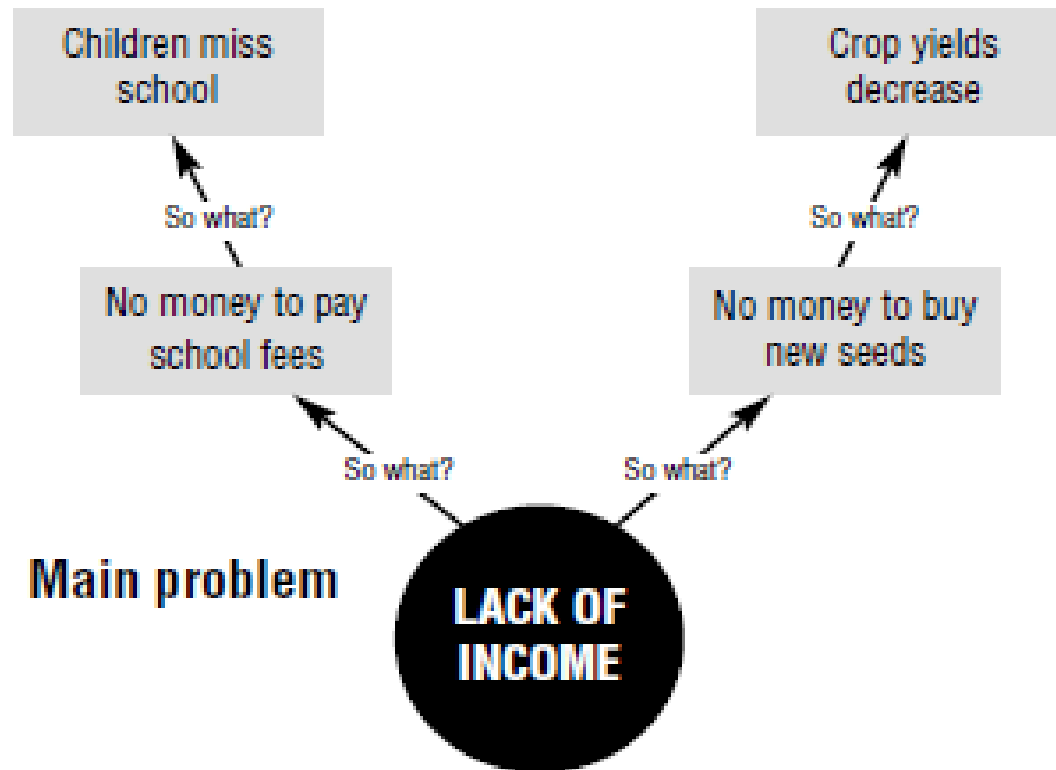 Children miss
school
Crop yields
decrease
So what?
So what?
No money to pay
school fees
No money to buy
new seeds
So what?
So what?
Main problem
LACK OF
INCOME